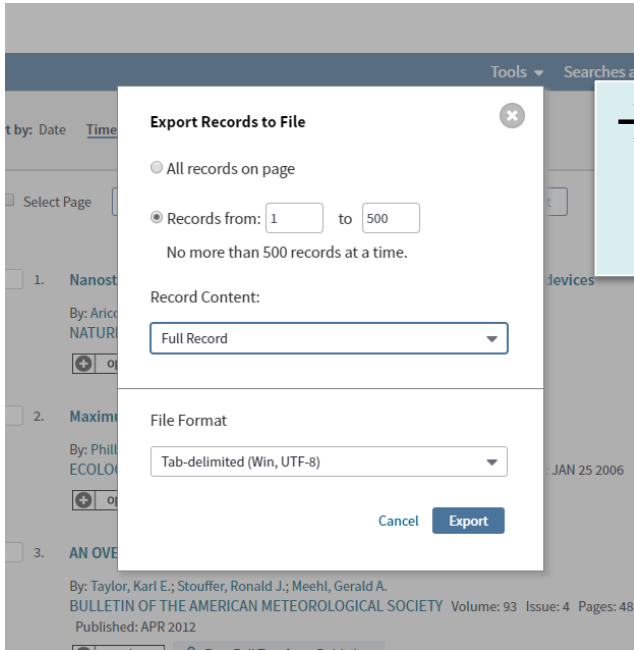 Tools Searches a
t by: Date Time
Export Records to File
All records on page
Select Page
Records from: 1 to 500
No more than 500 records at a time.
1. Nanost devices
Record Content:
By: Arico
NATUR
Full Record
2. Maximu
File Format
By: Philli
Tab-delimited (Win, UTF-8)
ECOLO JAN 25 2006
Cancel Export
3. AN OVE
By: Taylor, Karl E.; Stouffer, Ronald J.; Meehl, Gerald A.
BULLETIN OF THE AMERICAN METEOROLOGICAL SOCIETY Volume: 93 Issue: 4 Pages: 48
Published: APR 2012